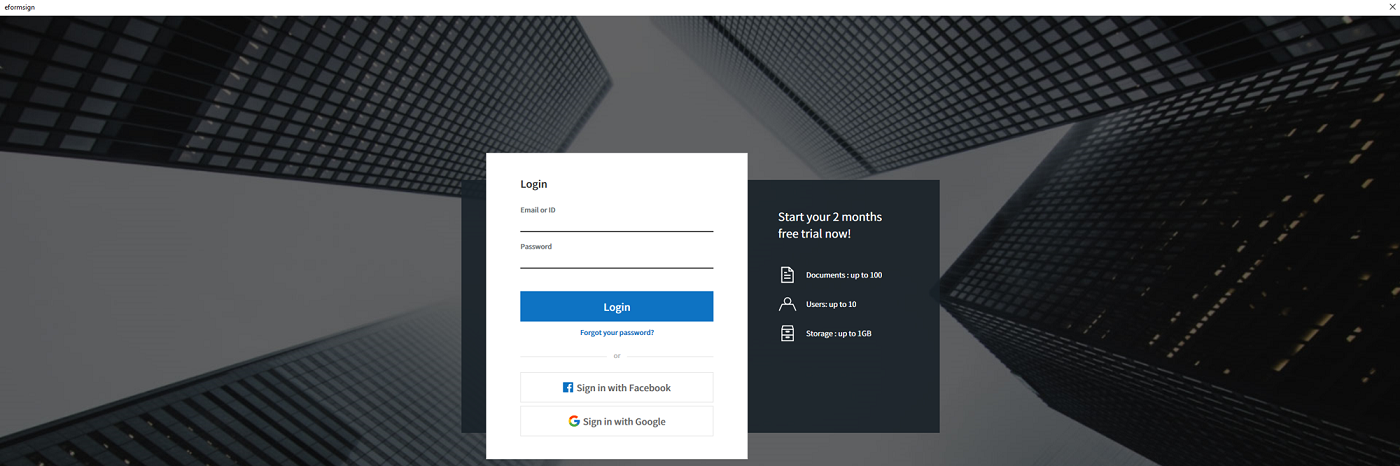 eformsign
Login
Email or ID
Password
Login
Forgot your password?
or
Sign in with Facebook
Sign in with Google
Start your 2 months
free trial now!
Documents : up to 100
Users: up to 10
Storage : up to 1GB